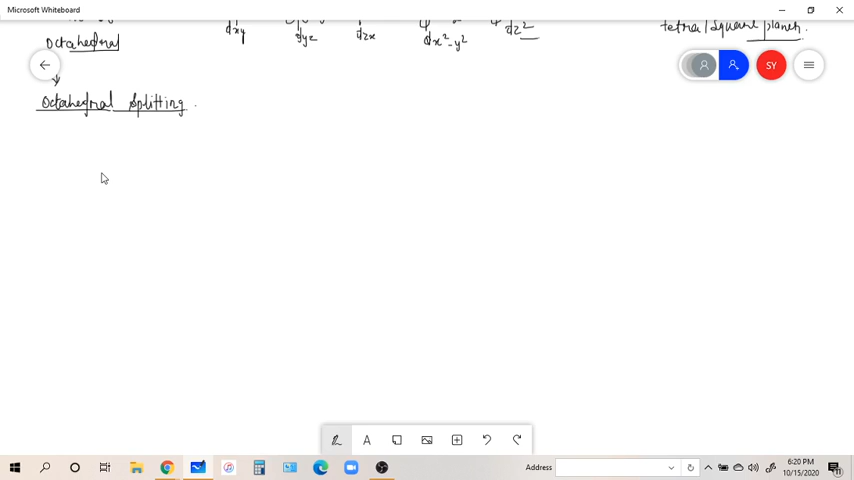 Microsoft Whiteboard
tetra/Square planar.
Octahedral
dxy
dyz
dzx
dx²-y²
dz²
SY
Octahedral Splitting.
A
Address
6:20 PM
10/15/2020